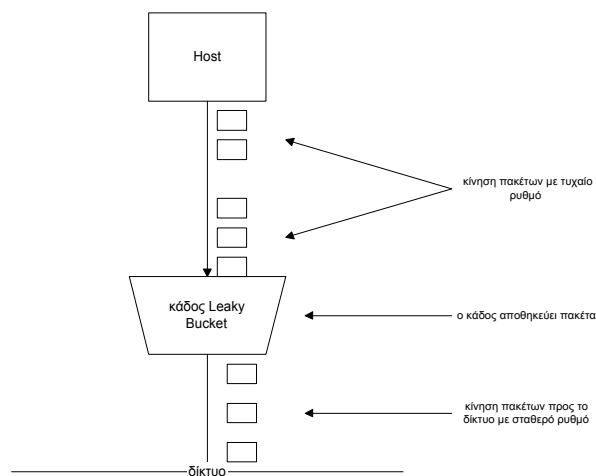 Host
κίνηση πακέτων με τυχαίο
ρυθμό
κάδος Leaky
Bucket
ο κάδος αποθηκεύει πακέτα
κίνηση πακέτων προς το
δίκτυο με σταθερό ρυθμό
δίκτυο